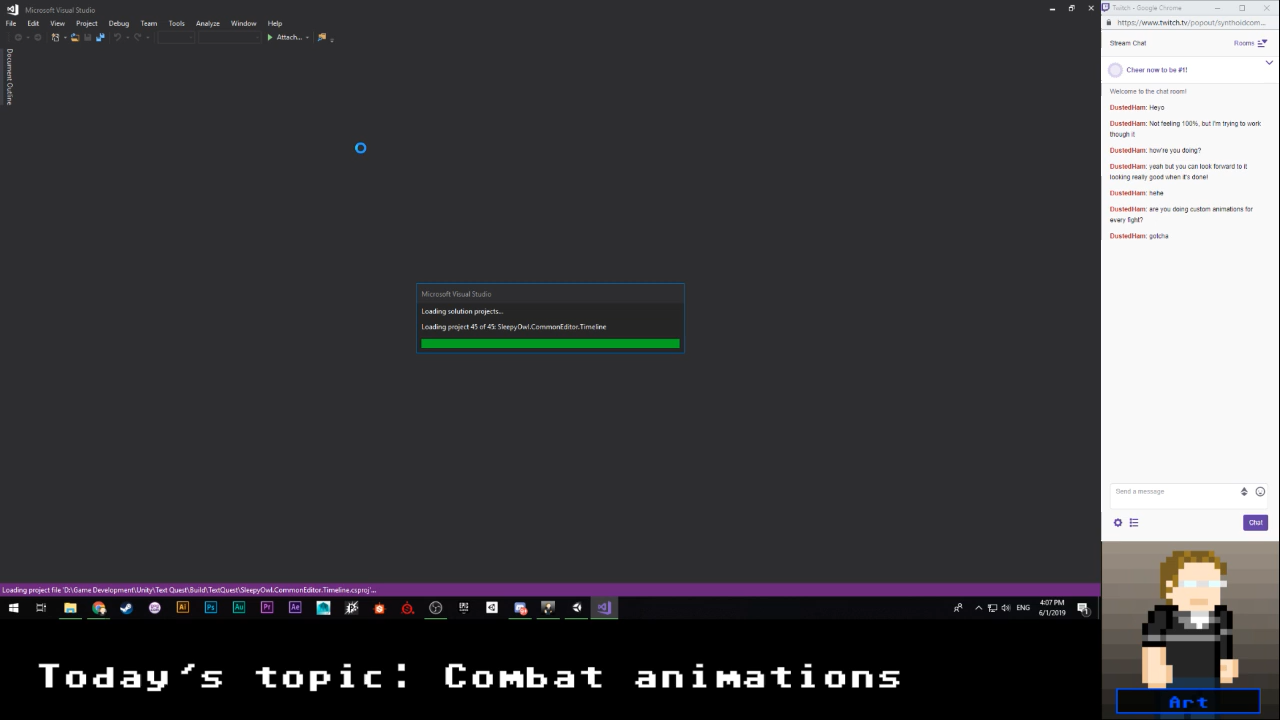 Microsoft Visual Studio
File Edit View Project Debug Team Tools Analyze Window Help
Attach...
Document Outline
Microsoft Visual Studio
Loading solution projects...
Loading project 45 of 45: SleepyOwl.CommonEditor.Timeline
Loading project file 'D:\Game Development\Unity\Text Quest\Build\TextQuest\SleepyOwl.CommonEditor.Timeline.csproj'...
Ai Ps Au Pr Ae
ENG
4:07 PM
6/1/2019
Today's topic: Combat animations
Twitch - Google Chrome
https://www.twitch.tv/popout/synthoidcom...
Stream Chat
Rooms
Cheer now to be #1!
Welcome to the chat room!
DustedHam: Heyo
DustedHam: Not feeling 100%, but I'm trying to work
though it
DustedHam: how're you doing?
DustedHam: yeah but you can look forward to it
looking really good when it's done!
DustedHam: hehe
DustedHam: are you doing custom animations for
every fight?
DustedHam: gotcha
Send a message
Chat
Art